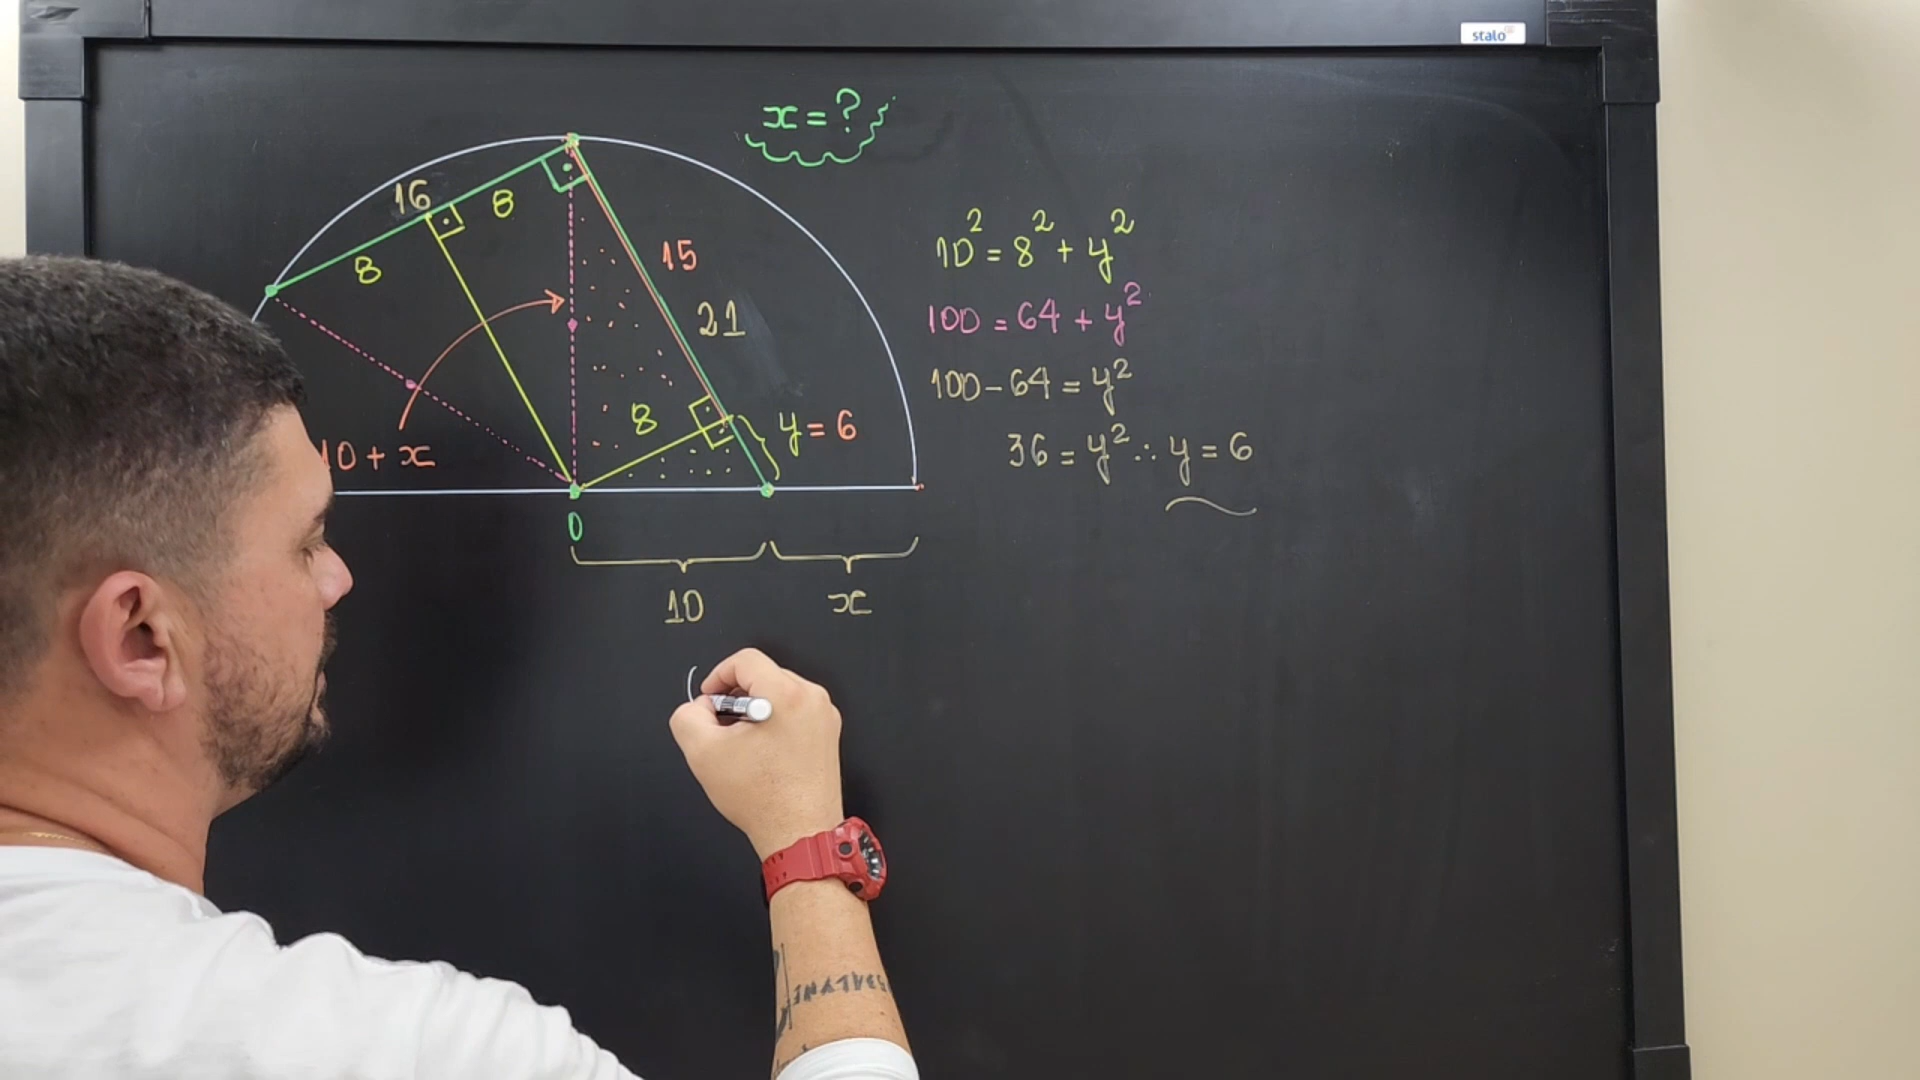 stalo
x = ?
16
8
8
15
21
8
y = 6
10 + x
O
10
x
10² = 8² + y²
100 = 64 + y²
100 - 64 = y²
36 = y² ∴ y = 6
(